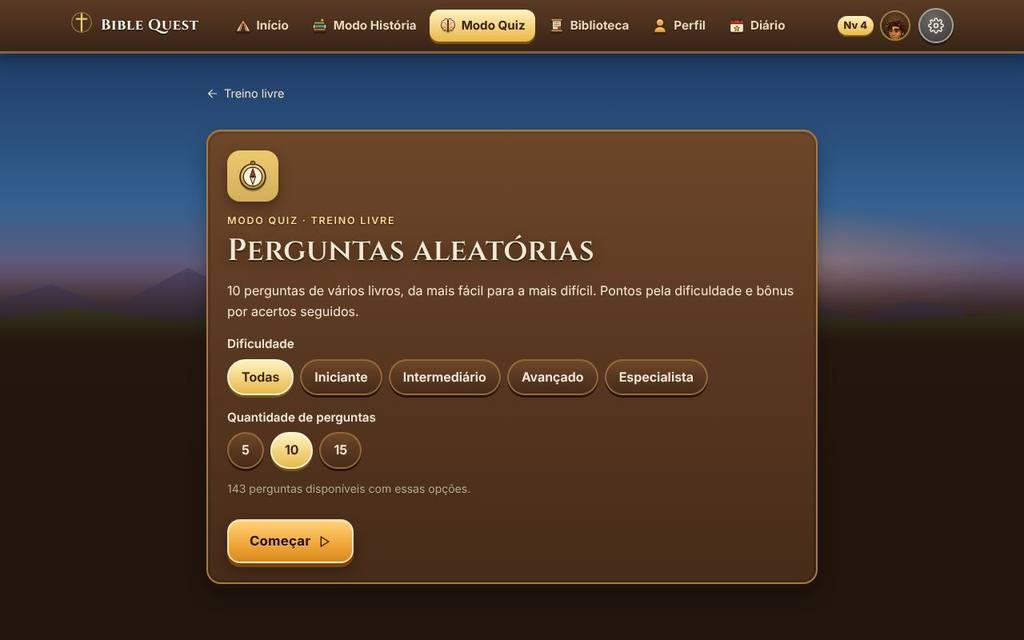 BIBLE QUEST
Início
Modo História
Modo Quiz
Biblioteca
Perfil
Diário
Nv 4
← Treino livre
MODO QUIZ · TREINO LIVRE
PERGUNTAS ALEATÓRIAS
10 perguntas de vários livros, da mais fácil para a mais difícil. Pontos pela dificuldade e bônus
por acertos seguidos.
Dificuldade
Todas
Iniciante
Intermediário
Avançado
Especialista
Quantidade de perguntas
5
10
15
143 perguntas disponíveis com essas opções.
Começar